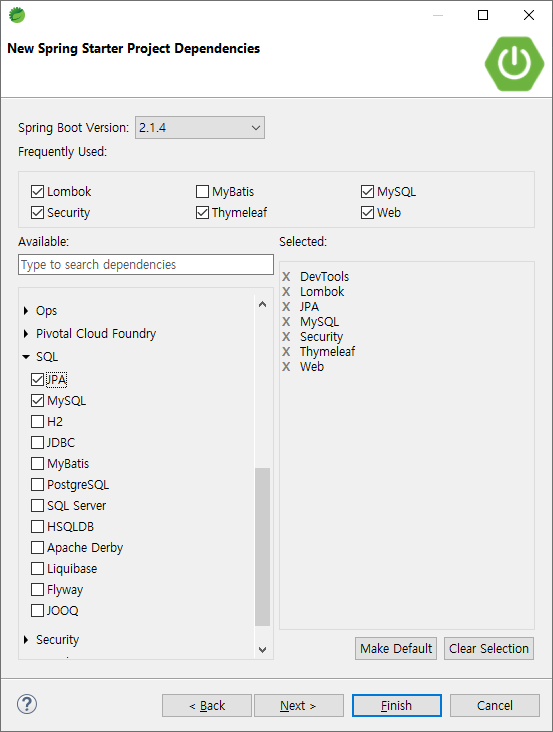 New Spring Starter Project Dependencies
Spring Boot Version: 2.1.4
Frequently Used:
Lombok MyBatis MySQL
Security Thymeleaf Web
Available:
Type to search dependencies
Ops
Pivotal Cloud Foundry
SQL
JPA
MySQL
H2
JDBC
MyBatis
PostgreSQL
SQL Server
HSQLDB
Apache Derby
Liquibase
Flyway
JOOQ
Security
Selected:
X DevTools
X Lombok
X JPA
X MySQL
X Security
X Thymeleaf
X Web
Make Default Clear Selection
? < Back Next > Finish Cancel